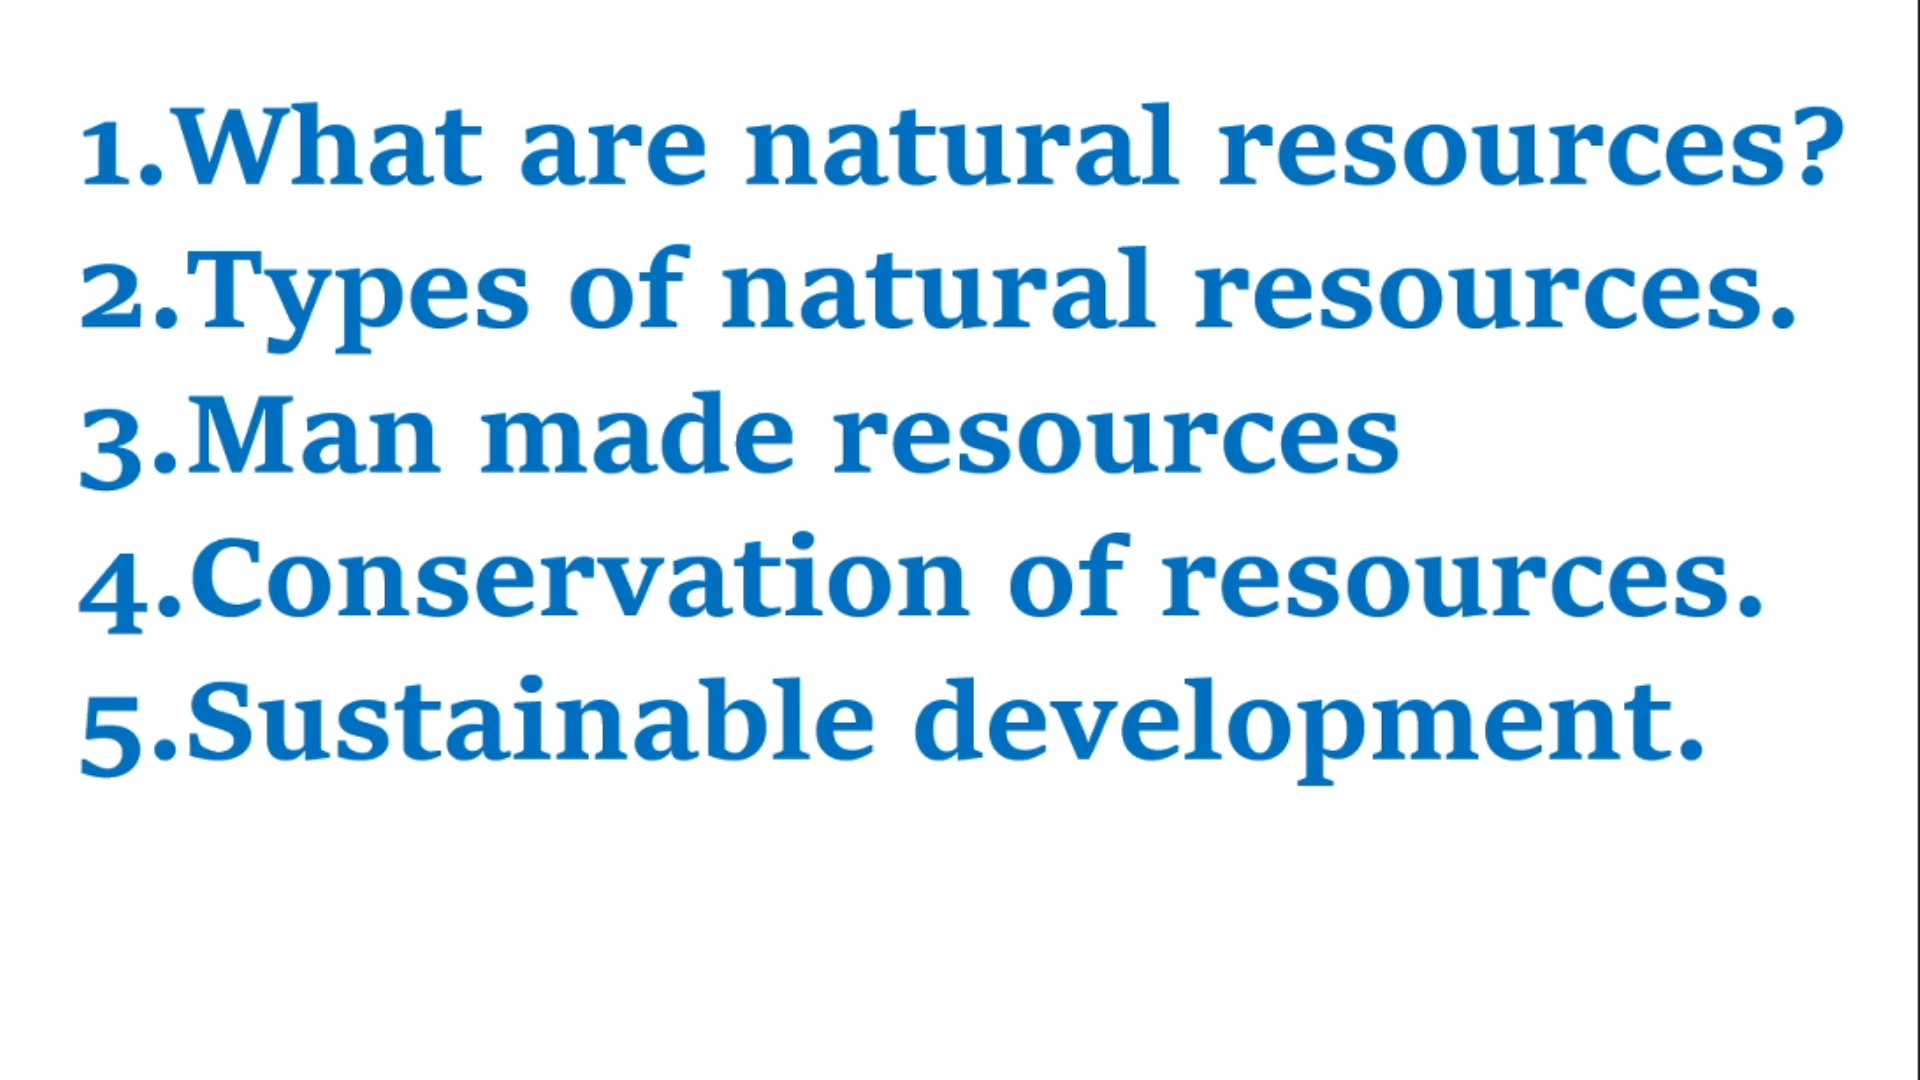 1.What are natural resources?
2.Types of natural resources.
3.Man made resources
4.Conservation of resources.
5.Sustainable development.